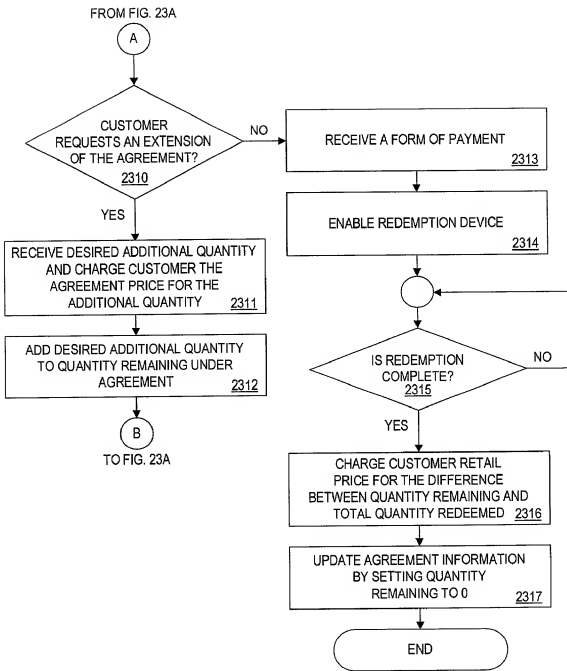 FROM FIG. 23A
A
CUSTOMER
REQUESTS AN EXTENSION
OF THE AGREEMENT?
2310
NO
YES
RECEIVE DESIRED ADDITIONAL QUANTITY
AND CHARGE CUSTOMER THE
AGREEMENT PRICE FOR THE
ADDITIONAL QUANTITY
2311
ADD DESIRED ADDITIONAL QUANTITY
TO QUANTITY REMAINING UNDER
AGREEMENT
2312
B
TO FIG. 23A
RECEIVE A FORM OF PAYMENT
2313
ENABLE REDEMPTION DEVICE
2314
IS REDEMPTION
COMPLETE?
2315
NO
YES
CHARGE CUSTOMER RETAIL
PRICE FOR THE DIFFERENCE
BETWEEN QUANTITY REMAINING AND
TOTAL QUANTITY REDEEMED
2316
UPDATE AGREEMENT INFORMATION
BY SETTING QUANTITY
REMAINING TO 0
2317
END